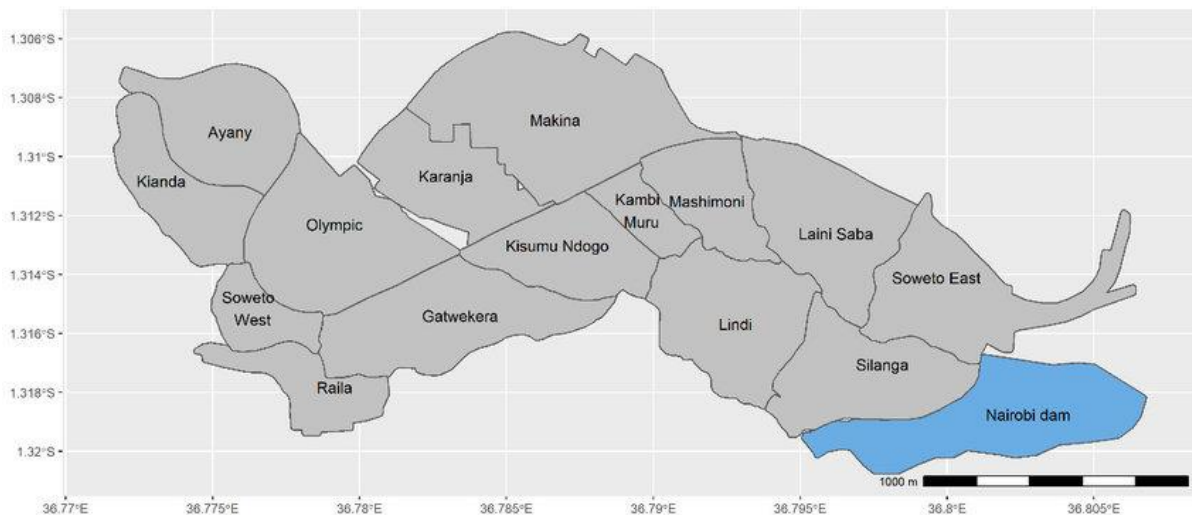 1.306°S
1.308°S
1.31°S
1.312°S
1.314°S
1.316°S
1.318°S
1.32°S
Ayany
Kianda
Olympic
Makina
Karanja
Kambi
Muru
Mashimoni
Kisumu Ndogo
Laini Saba
Soweto East
Soweto
West
Gatwekera
Lindi
Silanga
Raila
Nairobi dam
1000 m
36.77°E
36.775°E
36.78°E
36.785°E
36.79°E
36.795°E
36.8°E
36.805°E